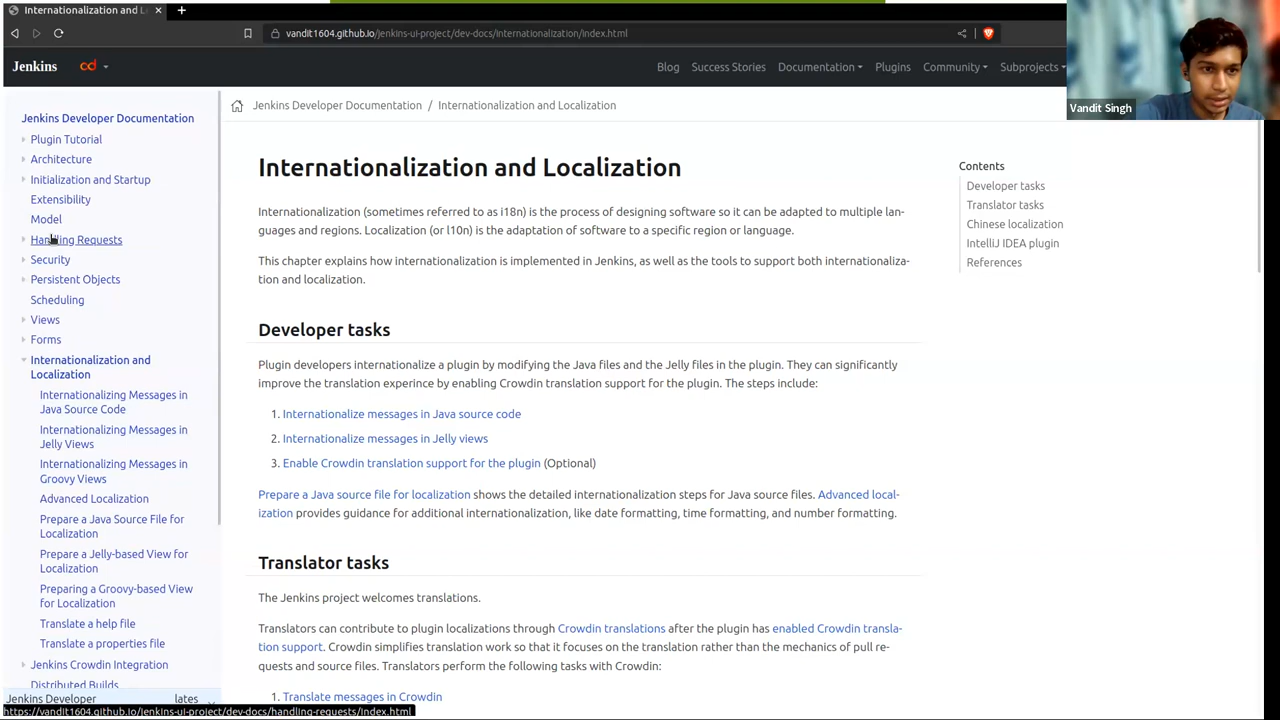 Internationalization and L
vandit1604.github.io/jenkins-ui-project/dev-docs/internationalization/index.html
Jenkins
cd
Blog
Success Stories
Documentation
Plugins
Community
Subprojects
Vandit Singh
Jenkins Developer Documentation
Plugin Tutorial
Architecture
Initialization and Startup
Extensibility
Model
Handling Requests
Security
Persistent Objects
Scheduling
Views
Forms
Internationalization and
Localization
Internationalizing Messages in
Java Source Code
Internationalizing Messages in
Jelly Views
Internationalizing Messages in
Groovy Views
Advanced Localization
Prepare a Java Source File for
Localization
Prepare a Jelly-based View for
Localization
Preparing a Groovy-based View
for Localization
Translate a help file
Translate a properties file
Jenkins Crowdin Integration
Distributed Builds
Jenkins Developer lates
https://vandit1604.github.io/jenkins-ui-project/dev-docs/handling-requests/index.html
Jenkins Developer Documentation / Internationalization and Localization
Internationalization and Localization
Internationalization (sometimes referred to as i18n) is the process of designing software so it can be adapted to multiple lan-
guages and regions. Localization (or l10n) is the adaptation of software to a specific region or language.
This chapter explains how internationalization is implemented in Jenkins, as well as the tools to support both internationaliza-
tion and localization.
Developer tasks
Plugin developers internationalize a plugin by modifying the Java files and the Jelly files in the plugin. They can significantly
improve the translation experince by enabling Crowdin translation support for the plugin. The steps include:
1. Internationalize messages in Java source code
2. Internationalize messages in Jelly views
3. Enable Crowdin translation support for the plugin (Optional)
Prepare a Java source file for localization shows the detailed internationalization steps for Java source files. Advanced local-
ization provides guidance for additional internationalization, like date formatting, time formatting, and number formatting.
Translator tasks
The Jenkins project welcomes translations.
Translators can contribute to plugin localizations through Crowdin translations after the plugin has enabled Crowdin transla-
tion support. Crowdin simplifies translation work so that it focuses on the translation rather than the mechanics of pull re-
quests and source files. Translators perform the following tasks with Crowdin:
1. Translate messages in Crowdin
Contents
Developer tasks
Translator tasks
Chinese localization
IntelliJ IDEA plugin
References